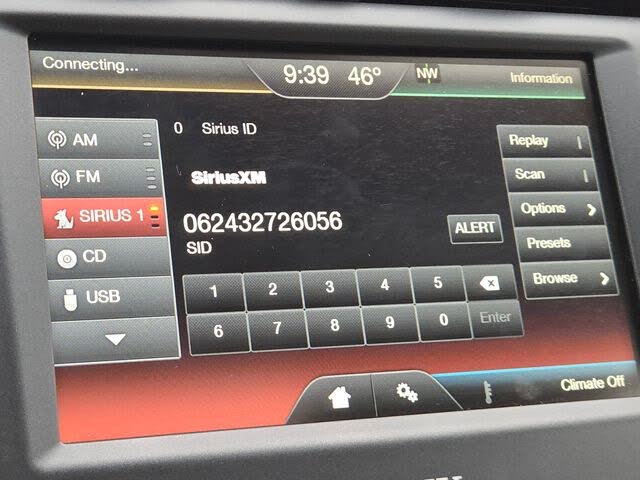 Connecting...
9:39 46°
NW
Information
0 Sirius ID
AM
FM
SIRIUS 1
CD
USB
SiriusXM
062432726056
SID
ALERT
1 2 3 4 5
6 7 8 9 0 Enter
Replay
Scan
Options
Presets
Browse
Climate Off